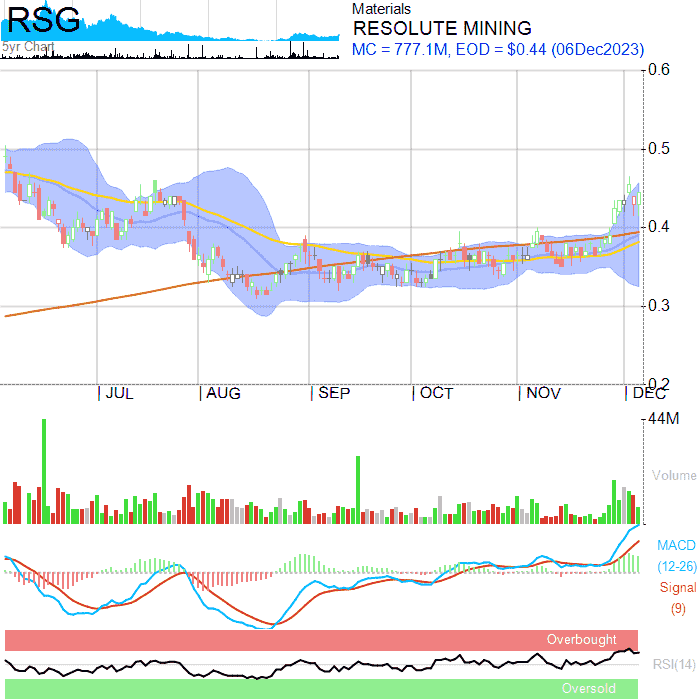 RSG
5yr Chart
Materials
RESOLUTE MINING
MC = 777.1M, EOD = $0.44 (06Dec2023)
0.6
0.5
0.4
0.3
0.2
JUL AUG SEP OCT NOV DEC
44M
Volume
MACD
(12-26)
Signal
(9)
Overbought
RSI(14)
Oversold